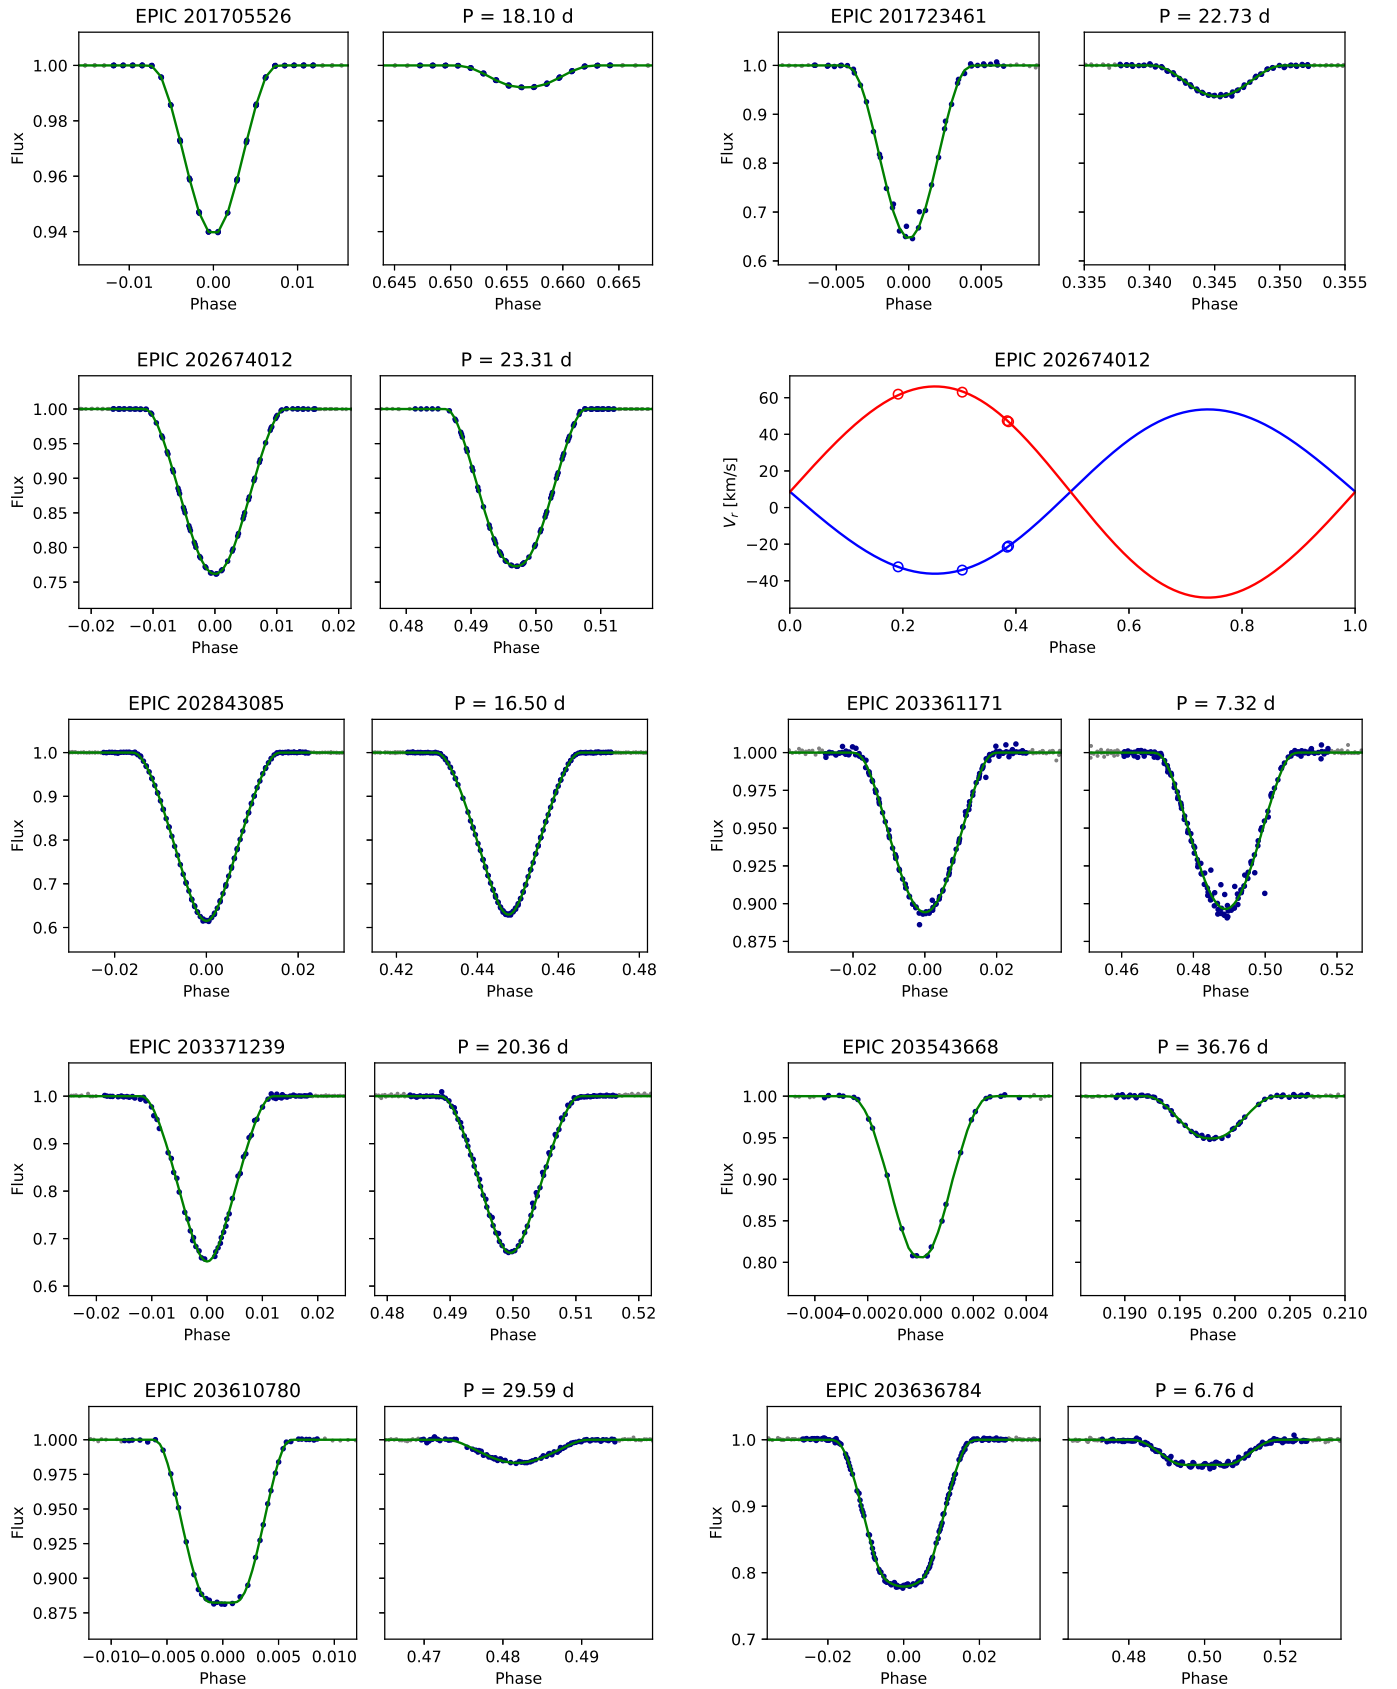 EPIC 201705526
P = 18.10 d
EPIC 201723461
P = 22.73 d
Flux
1.00
0.98
0.96
0.94
−0.01
0.00
0.01
Phase
0.645
0.650
0.655
0.660
0.665
Phase
Flux
1.0
0.9
0.8
0.7
0.6
−0.005
0.000
0.005
Phase
0.335
0.340
0.345
0.350
0.355
Phase
EPIC 202674012
P = 23.31 d
EPIC 202674012
Flux
1.00
0.95
0.90
0.85
0.80
0.75
−0.02
−0.01
0.00
0.01
0.02
Phase
0.48
0.49
0.50
0.51
Phase
Vr [km/s]
60
40
20
0
−20
−40
0.0
0.2
0.4
0.6
0.8
1.0
Phase
EPIC 202843085
P = 16.50 d
EPIC 203361171
P = 7.32 d
Flux
1.0
0.9
0.8
0.7
0.6
−0.02
0.00
0.02
Phase
0.42
0.44
0.46
0.48
Phase
Flux
1.000
0.975
0.950
0.925
0.900
0.875
−0.02
0.00
0.02
Phase
0.46
0.48
0.50
0.52
Phase
EPIC 203371239
P = 20.36 d
EPIC 203543668
P = 36.76 d
Flux
1.0
0.9
0.8
0.7
0.6
−0.02
−0.01
0.00
0.01
0.02
Phase
0.48
0.49
0.50
0.51
0.52
Phase
Flux
1.00
0.95
0.90
0.85
0.80
−0.004
−0.002
0.000
0.002
0.004
Phase
0.190
0.195
0.200
0.205
0.210
Phase
EPIC 203610780
P = 29.59 d
EPIC 203636784
P = 6.76 d
Flux
1.000
0.975
0.950
0.925
0.900
0.875
−0.010
−0.005
0.000
0.005
0.010
Phase
0.47
0.48
0.49
Phase
Flux
1.0
0.9
0.8
0.7
−0.02
0.00
0.02
Phase
0.48
0.50
0.52
Phase